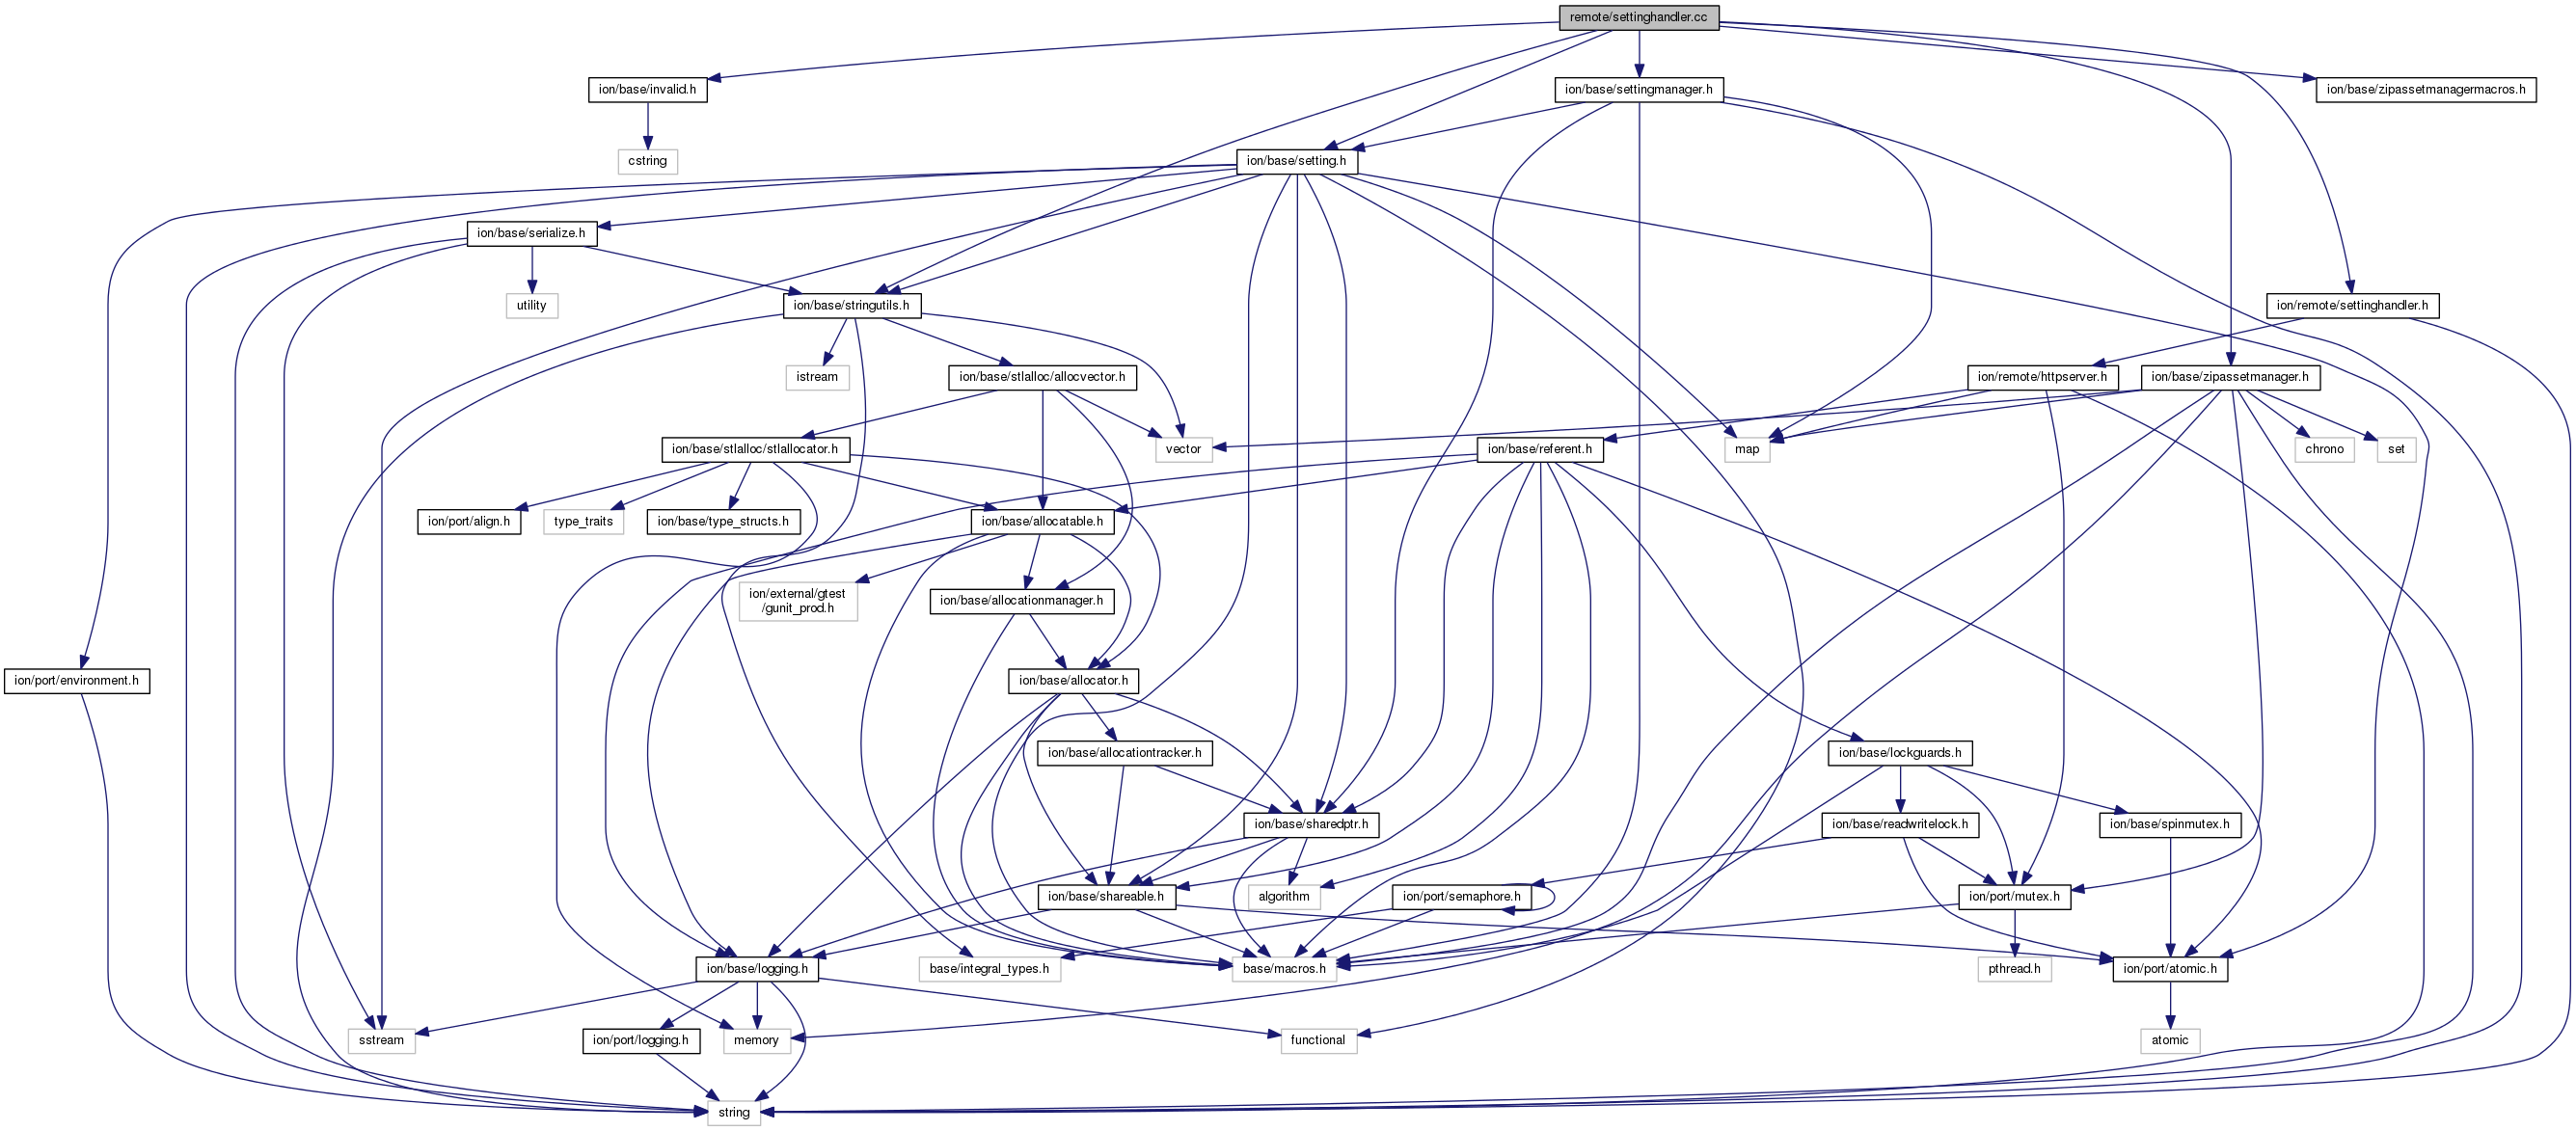 remote/settinghandler.cc
ion/base/invalid.h
ion/base/settingmanager.h
ion/base/zipassetmanagermacros.h
cstring
ion/base/setting.h
ion/base/serialize.h
utility
ion/base/stringutils.h
ion/remote/settinghandler.h
istream
ion/base/stlalloc/allocvector.h
ion/remote/httpserver.h
ion/base/zipassetmanager.h
ion/base/stlalloc/stlallocator.h
vector
ion/base/referent.h
map
chrono
set
ion/port/align.h
type_traits
ion/base/type_structs.h
ion/base/allocatable.h
ion/external/gtest
/gunit_prod.h
ion/base/allocationmanager.h
ion/port/environment.h
ion/base/allocator.h
ion/base/allocationtracker.h
ion/base/lockguards.h
ion/base/sharedptr.h
ion/base/readwritelock.h
ion/base/spinmutex.h
ion/base/shareable.h
algorithm
ion/port/semaphore.h
ion/port/mutex.h
ion/base/logging.h
base/integral_types.h
base/macros.h
pthread.h
ion/port/atomic.h
sstream
ion/port/logging.h
memory
functional
atomic
string